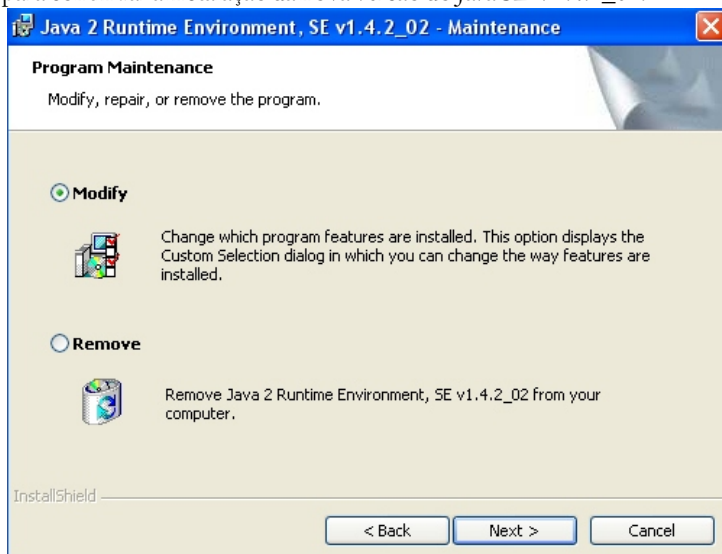 Java 2 Runtime Environment, SE v1.4.2_02 - Maintenance
Program Maintenance
Modify, repair, or remove the program.
Modify
Change which program features are installed. This option displays the
Custom Selection dialog in which you can change the way features are
installed.
Remove
Remove Java 2 Runtime Environment, SE v1.4.2_02 from your
computer.
InstallShield
< Back
Next >
Cancel